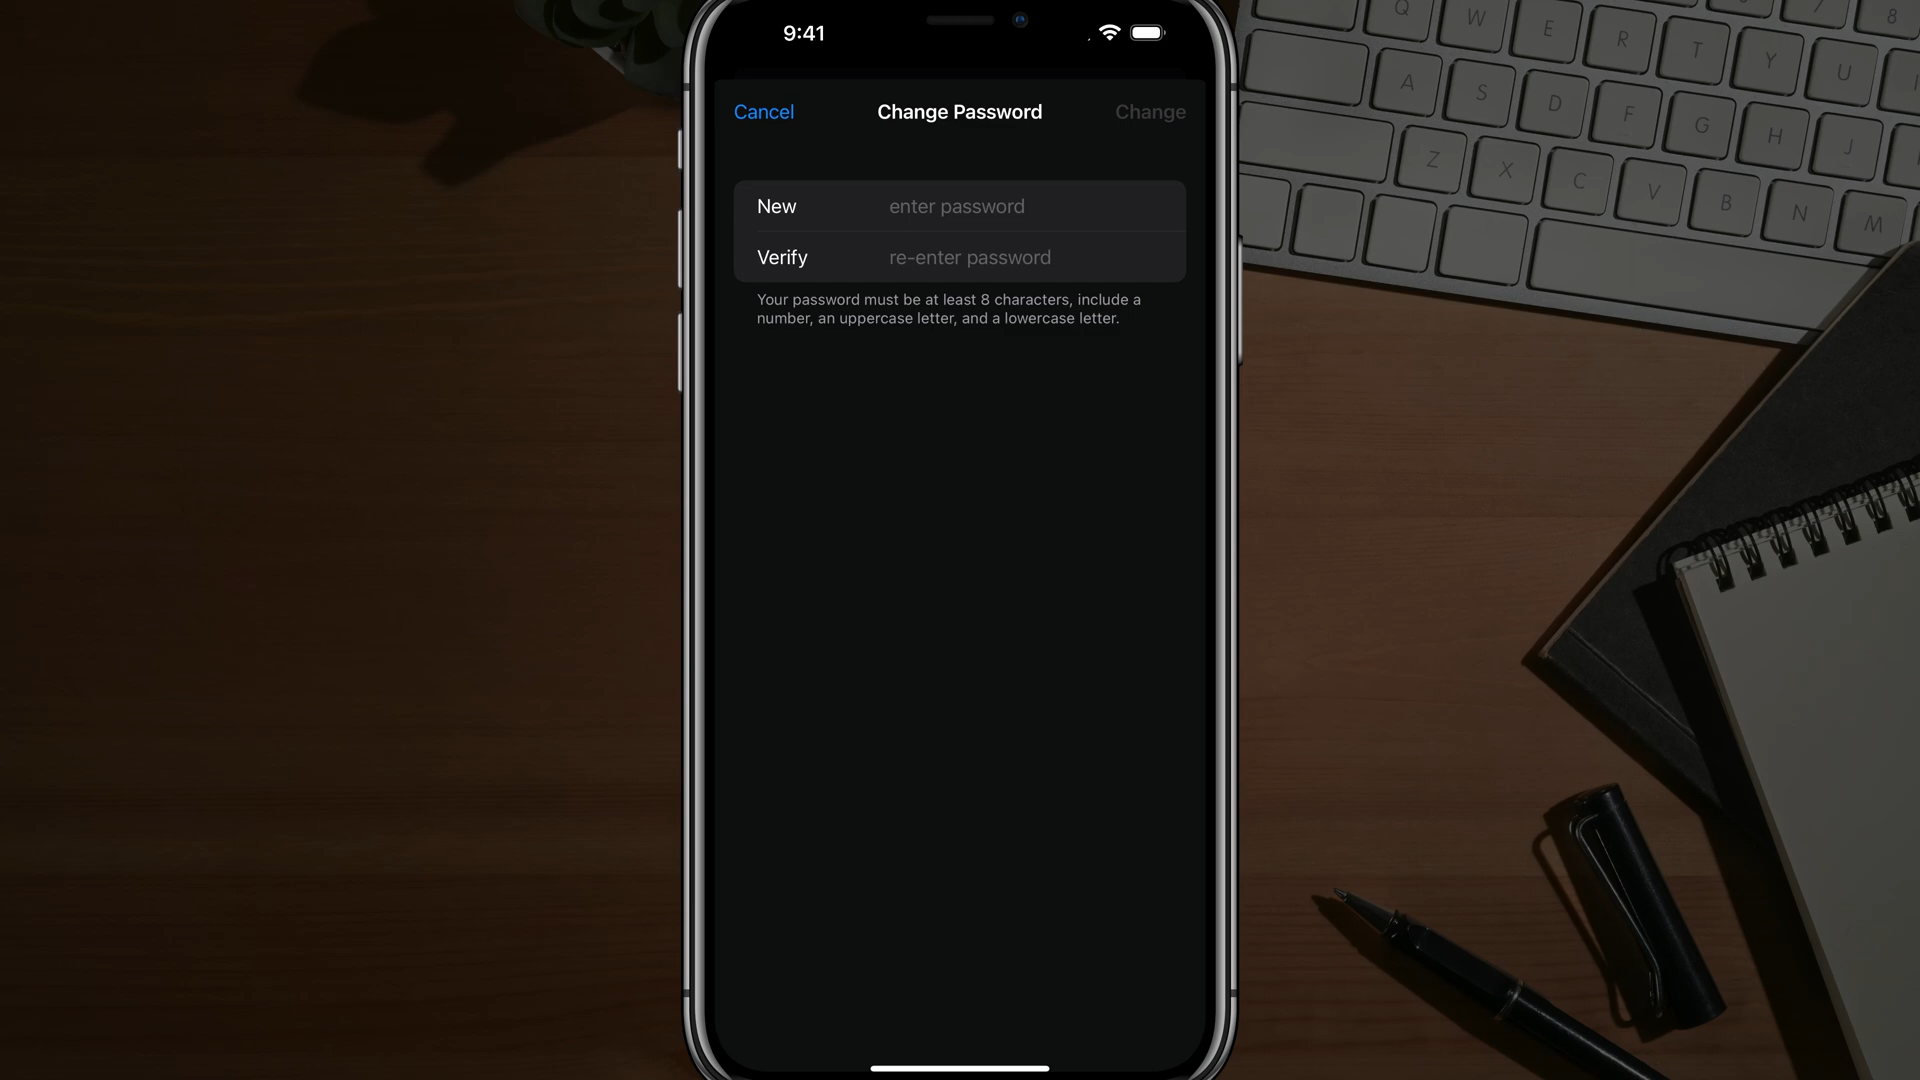 9:41
Cancel Change Password Change
New enter password
Verify re-enter password
Your password must be at least 8 characters, include a
number, an uppercase letter, and a lowercase letter.
Q W E R T Y U 8
A S D F G H J
Z X C V B N M